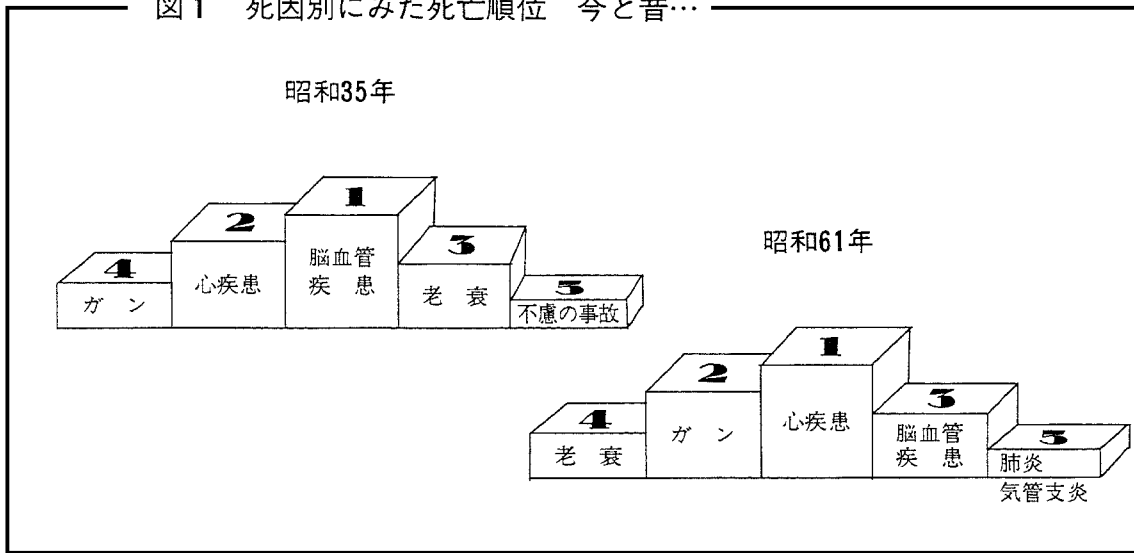 図1 死因別にみた死亡順位 今と昔…
昭和35年
1
脳血管
疾患
2
心疾患
3
老衰
4
ガン
5
不慮の事故
昭和61年
1
心疾患
2
ガン
3
脳血管
疾患
4
老衰
5
肺炎
気管支炎